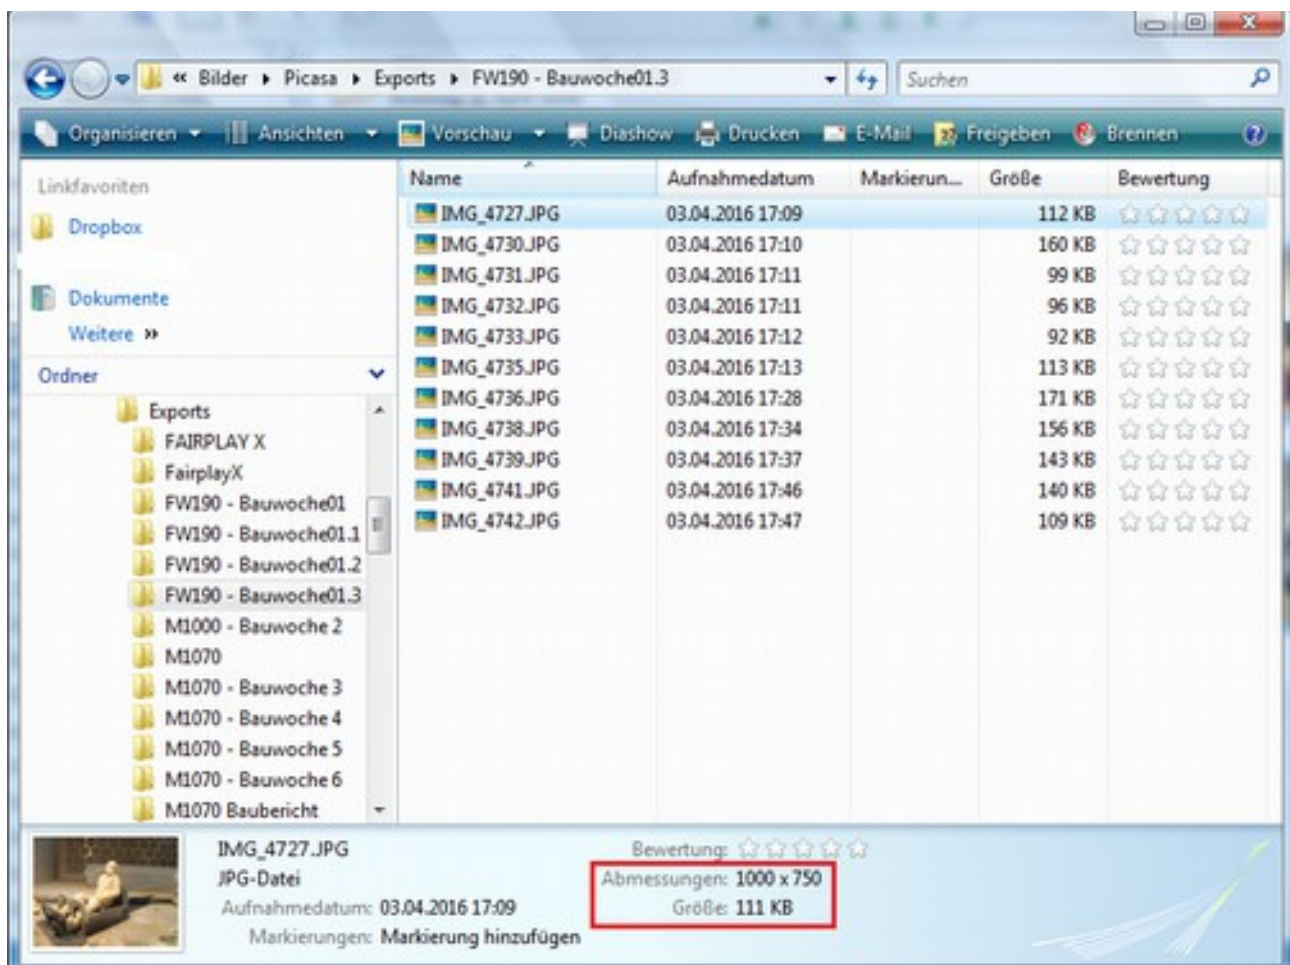 « Bilder ▸ Picasa ▸ Exports ▸ FW190 - Bauwoche01.3 Suchen
Organisieren Ansichten Vorschau Diashow Drucken E-Mail Freigeben Brennen
Linkfavoriten
Dropbox
Dokumente
Weitere »
Ordner
Exports
FAIRPLAY X
FairplayX
FW190 - Bauwoche01
FW190 - Bauwoche01.1
FW190 - Bauwoche01.2
FW190 - Bauwoche01.3
M1000 - Bauwoche 2
M1070
M1070 - Bauwoche 3
M1070 - Bauwoche 4
M1070 - Bauwoche 5
M1070 - Bauwoche 6
M1070 Baubericht
Name Aufnahmedatum Markierun... Größe Bewertung
IMG_4727.JPG 03.04.2016 17:09 112 KB
IMG_4730.JPG 03.04.2016 17:10 160 KB
IMG_4731.JPG 03.04.2016 17:11 99 KB
IMG_4732.JPG 03.04.2016 17:11 96 KB
IMG_4733.JPG 03.04.2016 17:12 92 KB
IMG_4735.JPG 03.04.2016 17:13 113 KB
IMG_4736.JPG 03.04.2016 17:28 171 KB
IMG_4738.JPG 03.04.2016 17:34 156 KB
IMG_4739.JPG 03.04.2016 17:37 143 KB
IMG_4741.JPG 03.04.2016 17:46 140 KB
IMG_4742.JPG 03.04.2016 17:47 109 KB
IMG_4727.JPG Bewertung:
JPG-Datei Abmessungen: 1000 x 750
Aufnahmedatum: 03.04.2016 17:09 Größe: 111 KB
Markierungen: Markierung hinzufügen